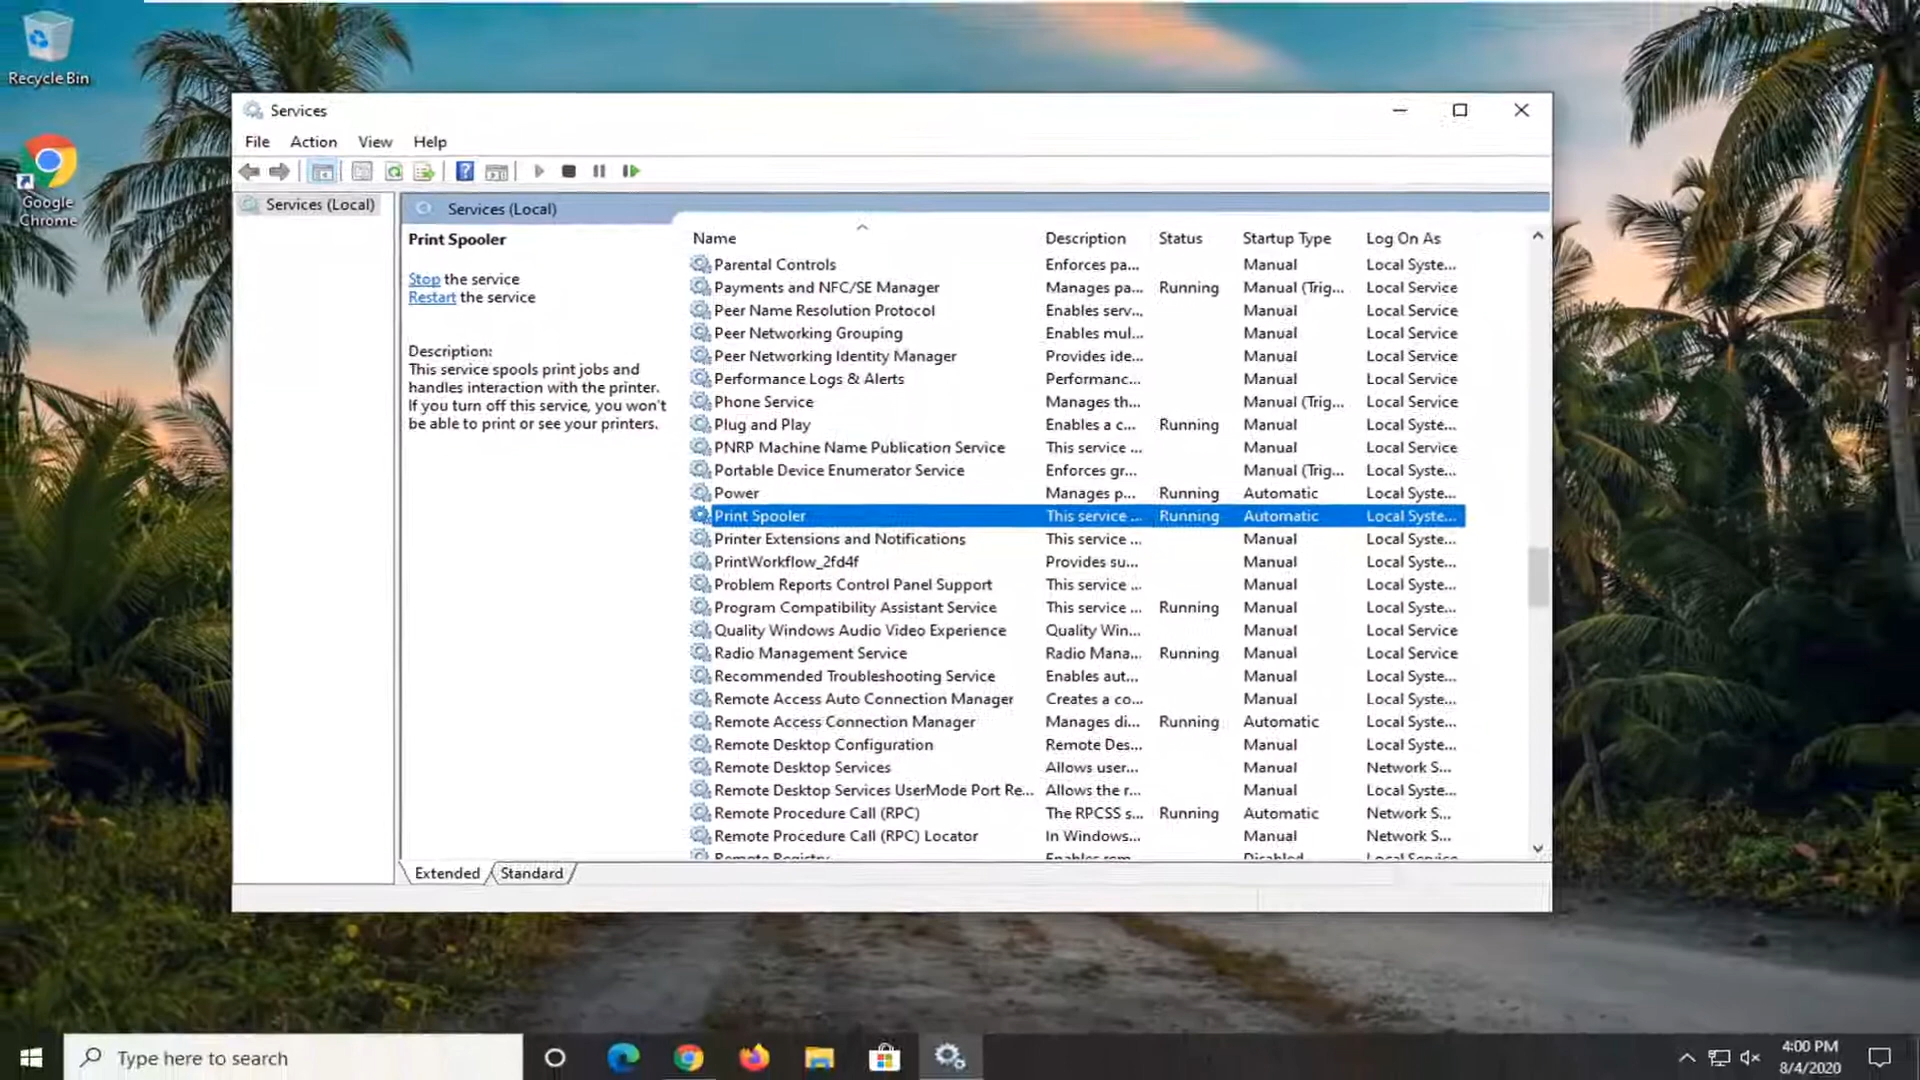 Recycle Bin
Google
Chrome
Services
File Action View Help
Services (Local)
Services (Local)
Print Spooler
Stop the service
Restart the service
Description:
This service spools print jobs and
handles interaction with the printer.
If you turn off this service, you won't
be able to print or see your printers.
Name Description Status Startup Type Log On As
Parental Controls Enforces pa... Manual Local Syste...
Payments and NFC/SE Manager Manages pa... Running Manual (Trig... Local Service
Peer Name Resolution Protocol Enables serv... Manual Local Service
Peer Networking Grouping Enables mul... Manual Local Service
Peer Networking Identity Manager Provides ide... Manual Local Service
Performance Logs & Alerts Performanc... Manual Local Service
Phone Service Manages th... Manual (Trig... Local Service
Plug and Play Enables a c... Running Manual Local Syste...
PNRP Machine Name Publication Service This service ... Manual Local Service
Portable Device Enumerator Service Enforces gr... Manual (Trig... Local Syste...
Power Manages p... Running Automatic Local Syste...
Print Spooler This service ... Running Automatic Local Syste...
Printer Extensions and Notifications This service ... Manual Local Syste...
PrintWorkflow_2fd4f Provides su... Manual Local Syste...
Problem Reports Control Panel Support This service ... Manual Local Syste...
Program Compatibility Assistant Service This service ... Running Manual Local Syste...
Quality Windows Audio Video Experience Quality Win... Manual Local Service
Radio Management Service Radio Mana... Running Manual Local Service
Recommended Troubleshooting Service Enables aut... Manual Local Syste...
Remote Access Auto Connection Manager Creates a co... Manual Local Syste...
Remote Access Connection Manager Manages di... Running Automatic Local Syste...
Remote Desktop Configuration Remote Des... Manual Local Syste...
Remote Desktop Services Allows user... Manual Network S...
Remote Desktop Services UserMode Port Re... Allows the r... Manual Local Syste...
Remote Procedure Call (RPC) The RPCSS s... Running Automatic Network S...
Remote Procedure Call (RPC) Locator In Windows... Manual Network S...
Remote Registry Enables rem... Disabled Local Service
Extended Standard
Type here to search
4:00 PM
8/4/2020